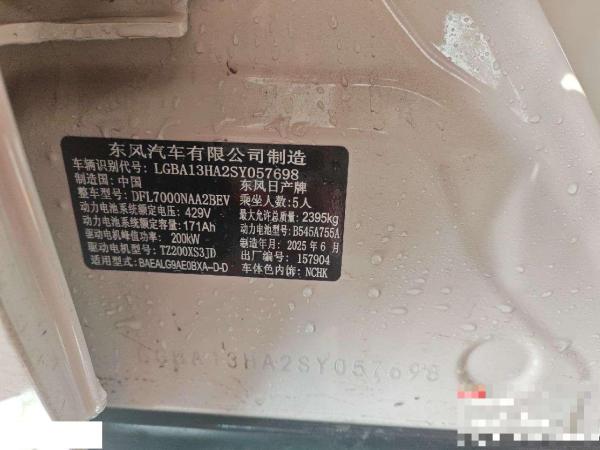 东风汽车有限公司制造
车辆识别代号: LGBA13HA2SY057698
制造国: 中国 东风日产牌
整车型号: DFL7000NAA2BEV 乘坐人数: 5人
动力电池系统额定电压: 429V 最大允许总质量: 2395kg
动力电池系统额定容量: 171Ah 动力电池型号: B545A755A
驱动电机峰值功率: 200kW 制造年月: 2025 年 6 月
驱动电机型号: TZ200XS3JD 出厂编号: 157904
适用型式: BAEALG9AE0BXA-D-D 车体色内饰: NCHK
LGBA13HA2SY057698